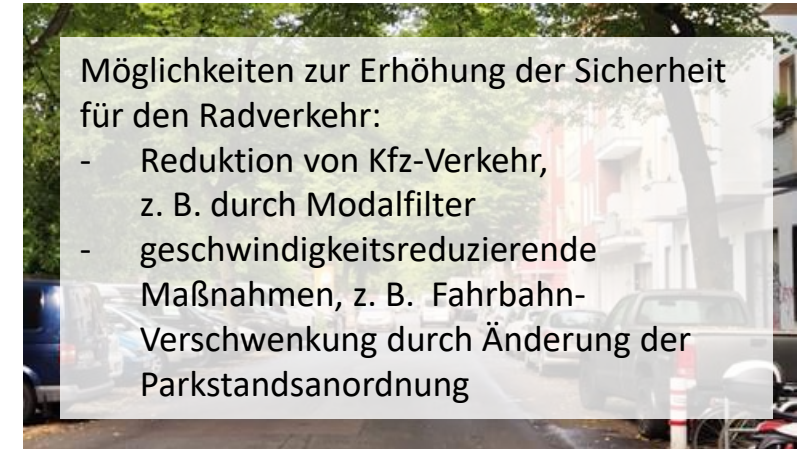 Möglichkeiten zur Erhöhung der Sicherheit
für den Radverkehr:
- Reduktion von Kfz-Verkehr,
z. B. durch Modalfilter
- geschwindigkeitsreduzierende
Maßnahmen, z. B. Fahrbahn-
Verschwenkung durch Änderung der
Parkstandsanordnung